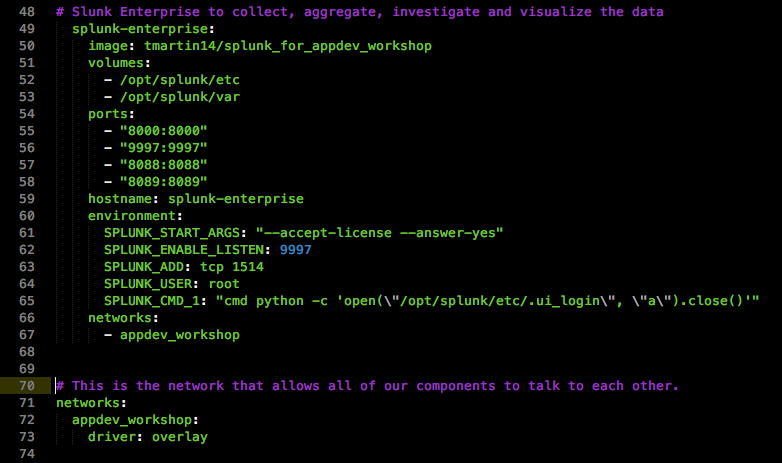 48 # Slunk Enterprise to collect, aggregate, investigate and visualize the data
49 splunk-enterprise:
50 image: tmartin14/splunk_for_appdev_workshop
51 volumes:
52 - /opt/splunk/etc
53 - /opt/splunk/var
54 ports:
55 - "8000:8000"
56 - "9997:9997"
57 - "8088:8088"
58 - "8089:8089"
59 hostname: splunk-enterprise
60 environment:
61 SPLUNK_START_ARGS: "--accept-license --answer-yes"
62 SPLUNK_ENABLE_LISTEN: 9997
63 SPLUNK_ADD: tcp 1514
64 SPLUNK_USER: root
65 SPLUNK_CMD_1: "cmd python -c 'open(\"/opt/splunk/etc/.ui_login\", \"a\").close()'"
66 networks:
67 - appdev_workshop
68
69
70 # This is the network that allows all of our components to talk to each other.
71 networks:
72 appdev_workshop:
73 driver: overlay
74